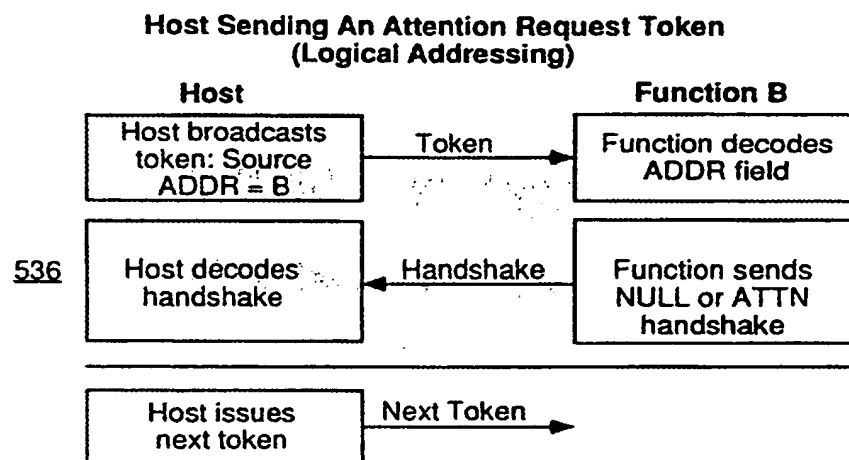 Host Sending An Attention Request Token
(Logical Addressing)
Host
Function B
Host broadcasts
token: Source
ADDR = B
Token
Function decodes
ADDR field
536
Host decodes
handshake
Handshake
Function sends
NULL or ATTN
handshake
Host issues
next token
Next Token